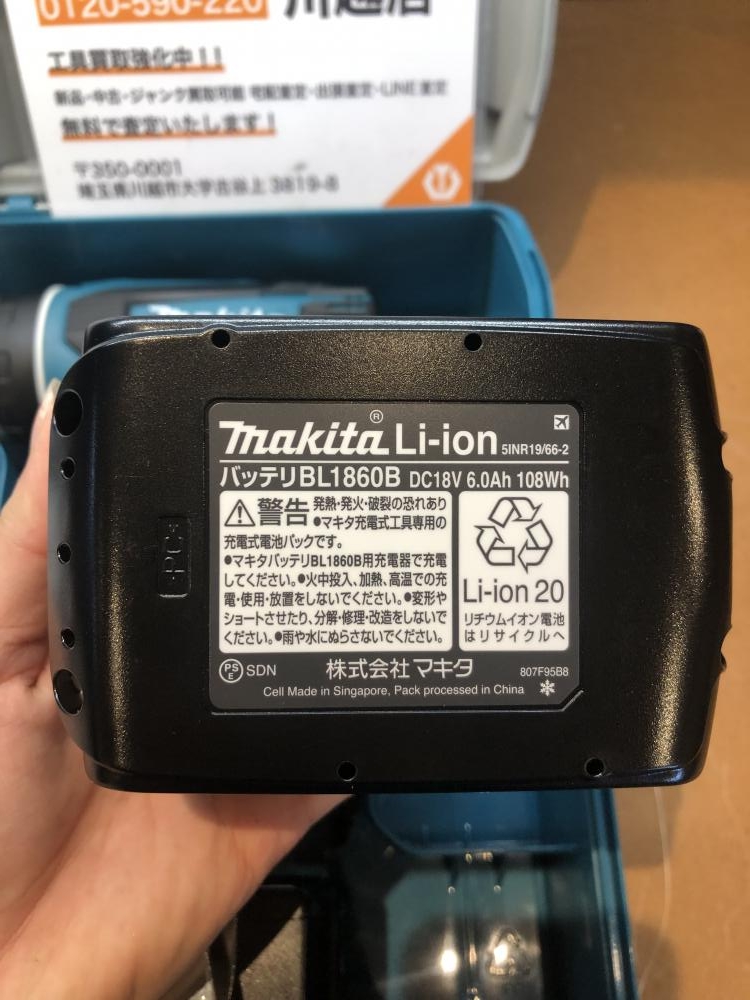 0120-590-220 川越店
工具買取強化中！！
新品・中古・ジャンク買取可能 宅配査定・出張査定・LINE査定
無料で査定いたします！
〒350-0001
埼玉県川越市大字古谷上3819-8
makita
makita® Li-ion 5INR19/66-2
バッテリBL1860B DC18V 6.0Ah 108Wh
警告 発熱・発火・破裂の恐れあり
●マキタ充電式工具専用の
充電式電池パックです。
●マキタバッテリBL1860B用充電器で充電
してください。●火中投入、加熱、高温での充
電・使用・放置をしないでください。●変形や
ショートさせたり、分解・修理・改造をしないで
ください。●雨や水にぬらさないでください。
Li-ion 20
リチウムイオン電池
はリサイクルへ
PSE SDN 株式会社 マキタ 807F95B8
Cell Made in Singapore, Pack processed in China
>PC<